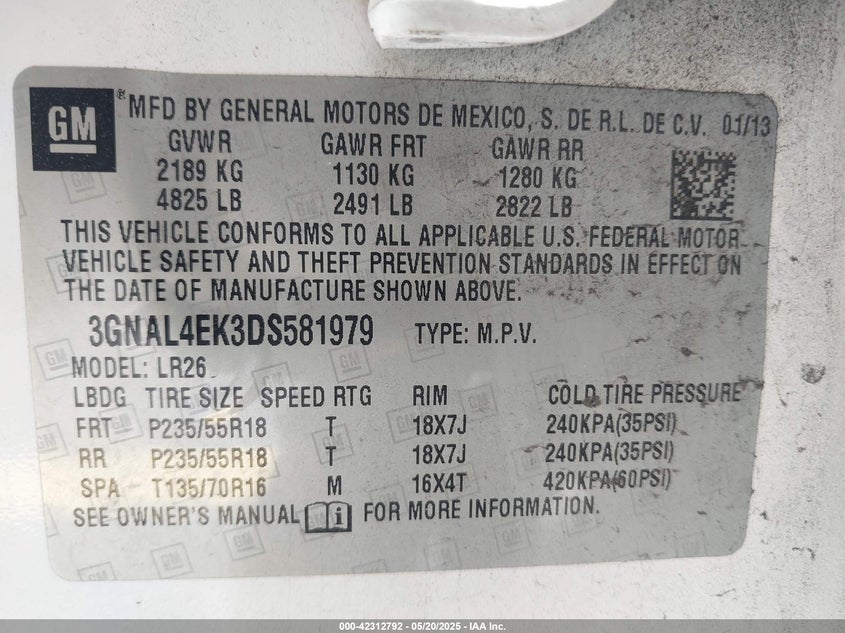 GM ® MFD BY GENERAL MOTORS DE MEXICO, S. DE R.L. DE C.V. 01/13
GVWR GAWR FRT GAWR RR
2189 KG 1130 KG 1280 KG
4825 LB 2491 LB 2822 LB
THIS VEHICLE CONFORMS TO ALL APPLICABLE U.S. FEDERAL MOTOR
VEHICLE SAFETY AND THEFT PREVENTION STANDARDS IN EFFECT ON
THE DATE OF MANUFACTURE SHOWN ABOVE.
3GNAL4EK3DS581979 TYPE: M.P.V.
MODEL: LR26
LBDG TIRE SIZE SPEED RTG RIM COLD TIRE PRESSURE
FRT P235/55R18 T 18X7J 240KPA(35PSI)
RR P235/55R18 T 18X7J 240KPA(35PSI)
SPA T135/70R16 M 16X4T 420KPA(60PSI)
SEE OWNER'S MANUAL i FOR MORE INFORMATION.
000-42312792 — 05/20/2025 — IAA Inc.